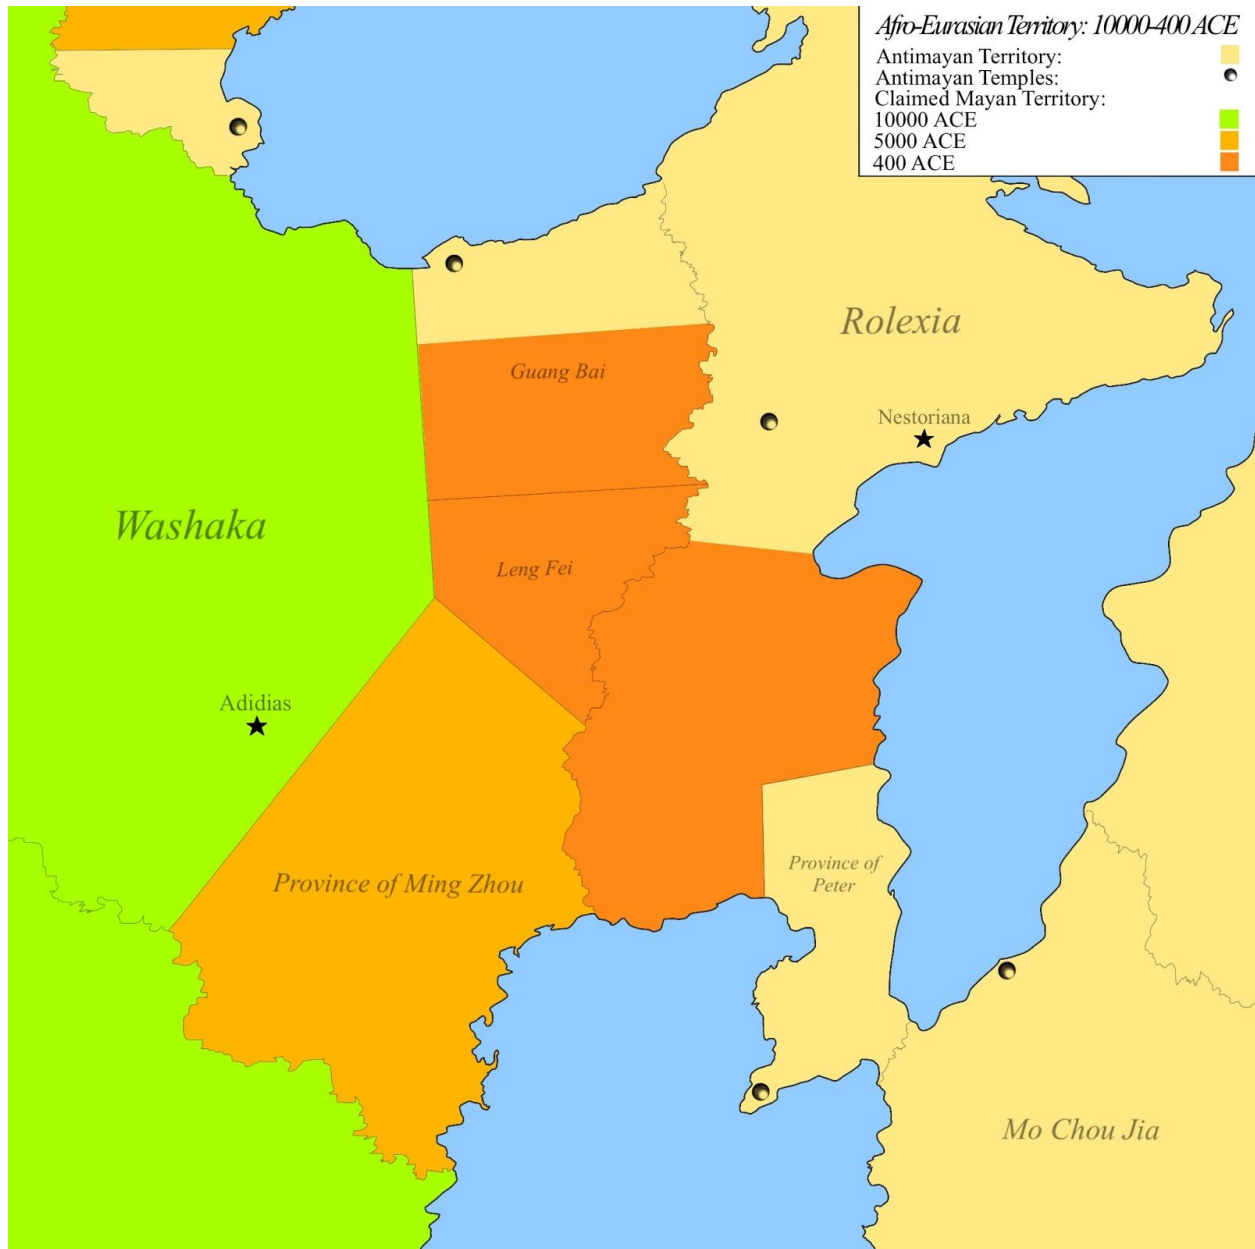 Afro-Eurasian Territory: 10000-400 ACE
Antimayan Territory:
Antimayan Temples:
Claimed Mayan Territory:
10000 ACE
5000 ACE
400 ACE
Rolexia
Guang Bai
Nestoriana
Washaka
Leng Fei
Adidias
Province of Ming Zhou
Province of
Peter
Mo Chou Jia